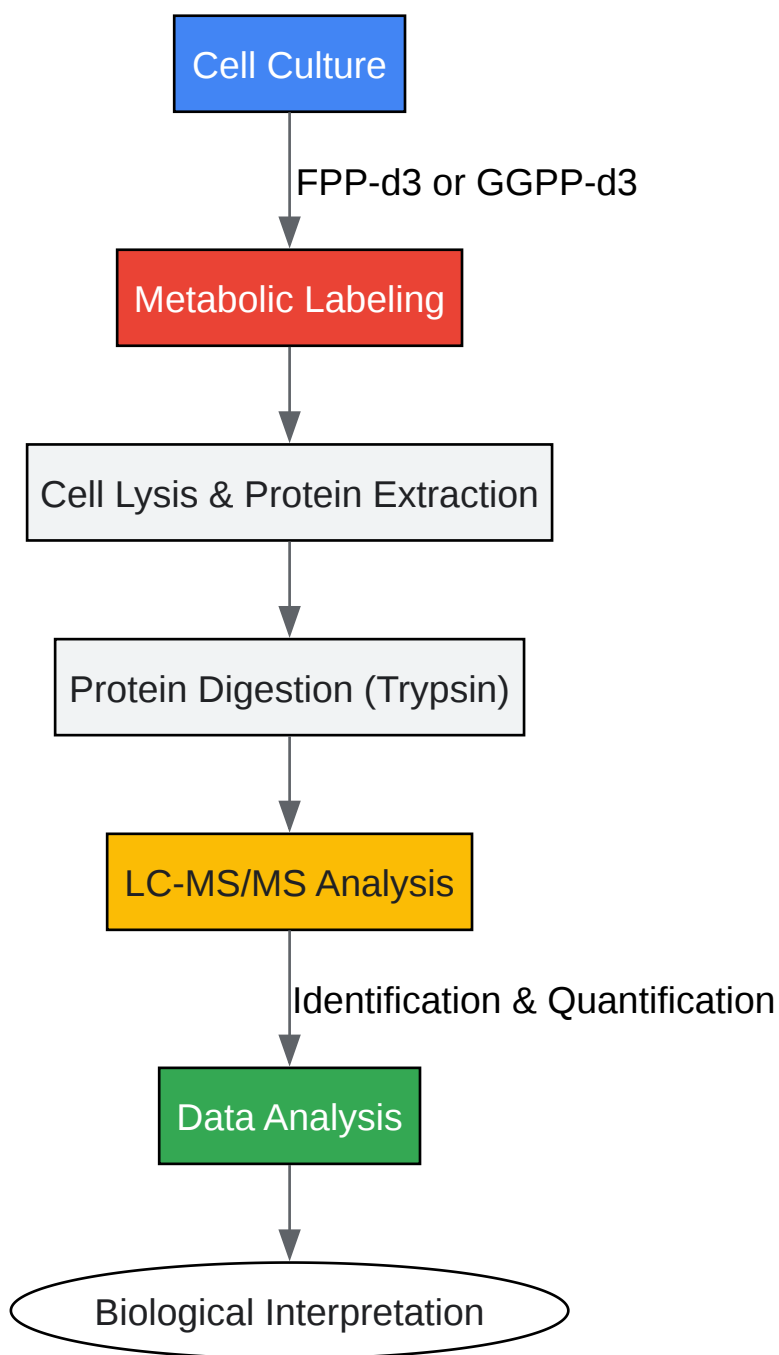 Cell Culture
FPP-d3 or GGPP-d3
Metabolic Labeling
Cell Lysis & Protein Extraction
Protein Digestion (Trypsin)
LC-MS/MS Analysis
Identification & Quantification
Data Analysis
Biological Interpretation